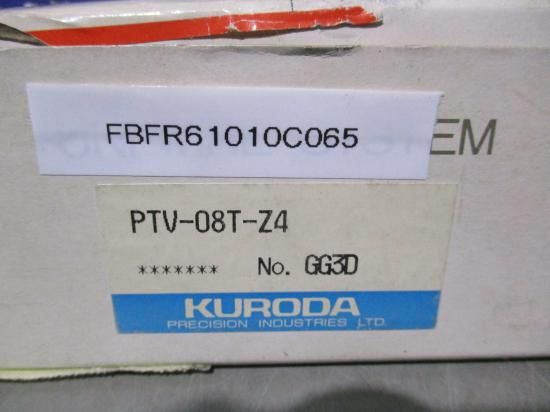 FBFR61010C065
EM
PTV-08T-Z4
******* No. GG3D
KURODA
PRECISION INDUSTRIES LTD.